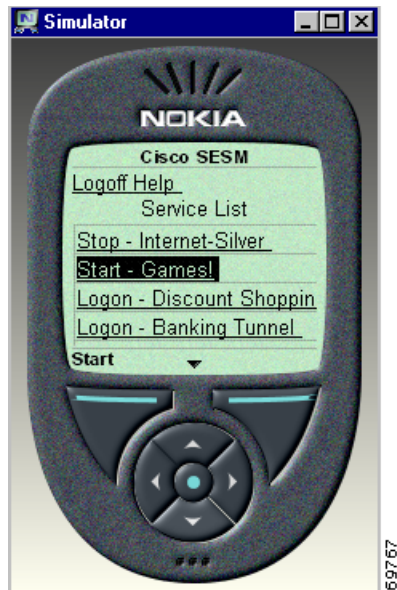 Simulator
NOKIA
Cisco SESM
Logoff Help
Service List
Stop - Internet-Silver
Start - Games!
Logon - Discount Shoppin
Logon - Banking Tunnel
Start
69767